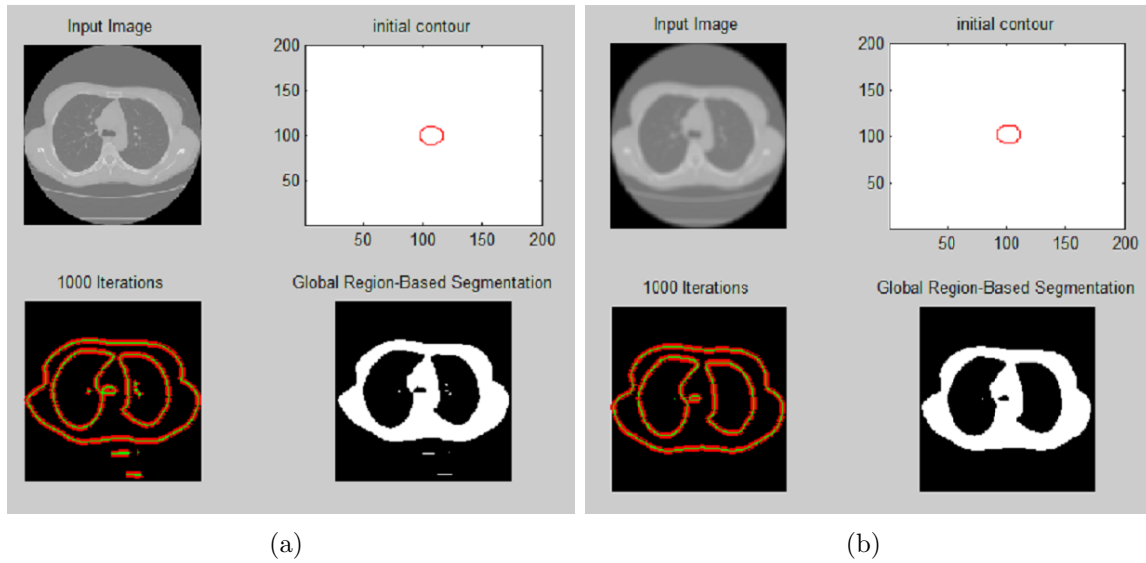 Input Image
initial contour
200
150
100
50
50 100 150 200
1000 Iterations
Global Region-Based Segmentation
(a)
Input Image
initial contour
200
150
100
50
50 100 150 200
1000 Iterations
Global Region-Based Segmentation
(b)